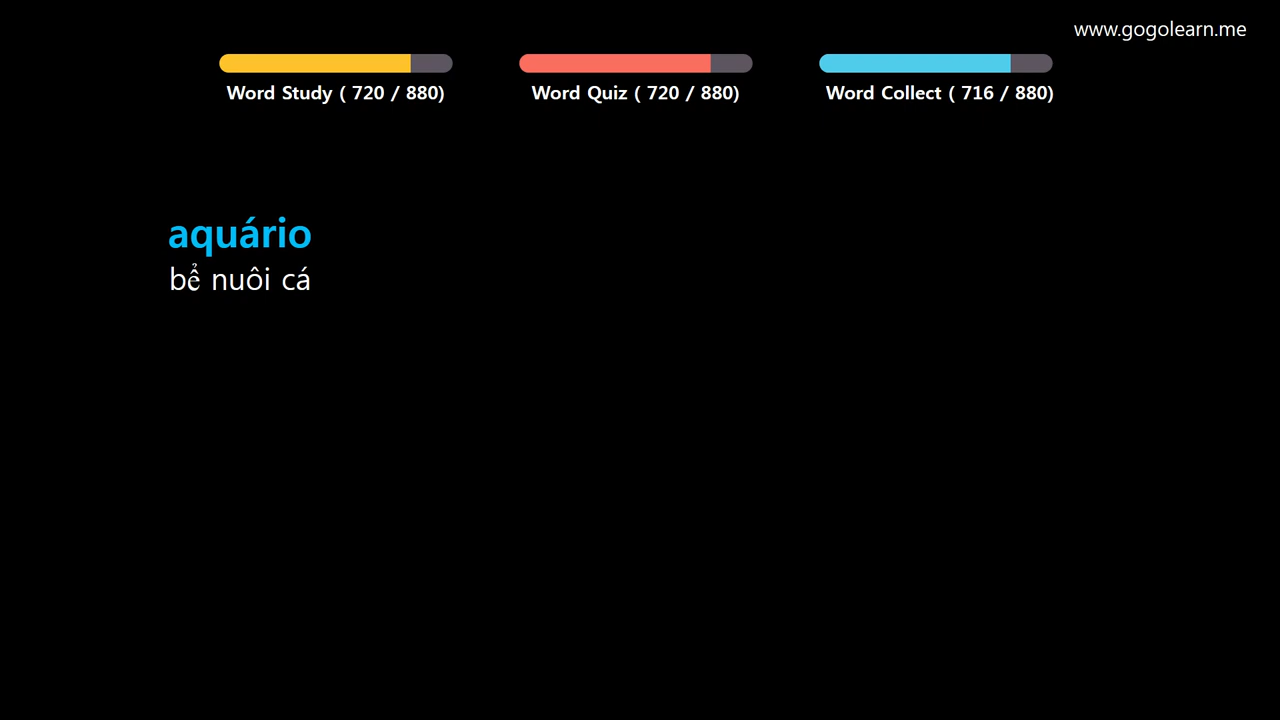 www.gogolearn.me
Word Study ( 720 / 880)
Word Quiz ( 720 / 880)
Word Collect ( 716 / 880)
aquário
bể nuôi cá